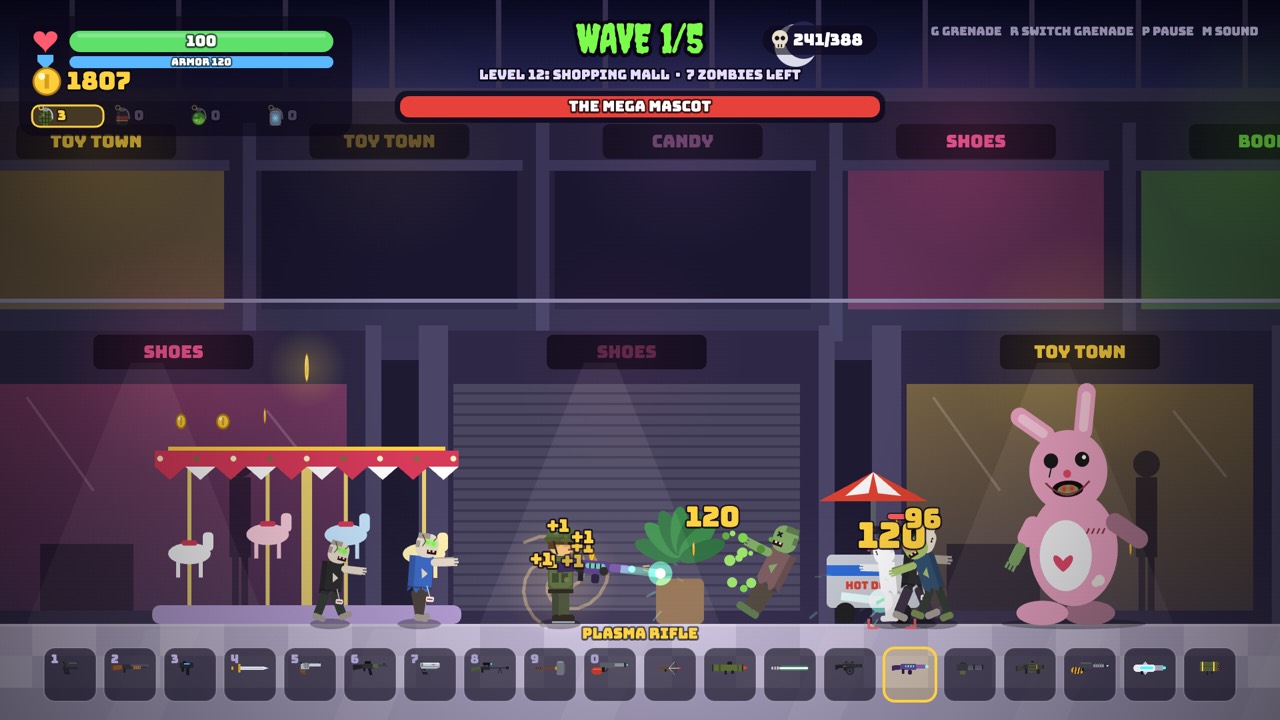 100
ARMOR 120
1807
3
0
0
0
WAVE 1/5
241/388
LEVEL 12: SHOPPING MALL • 7 ZOMBIES LEFT
THE MEGA MASCOT
G GRENADE R SWITCH GRENADE P PAUSE M SOUND
TOY TOWN
TOY TOWN
CANDY
SHOES
SHOES
SHOES
TOY TOWN
120
96
120
+1
+1
+1
+1
HOT D
PLASMA RIFLE
1
2
3
4
5
6
7
8
9
0